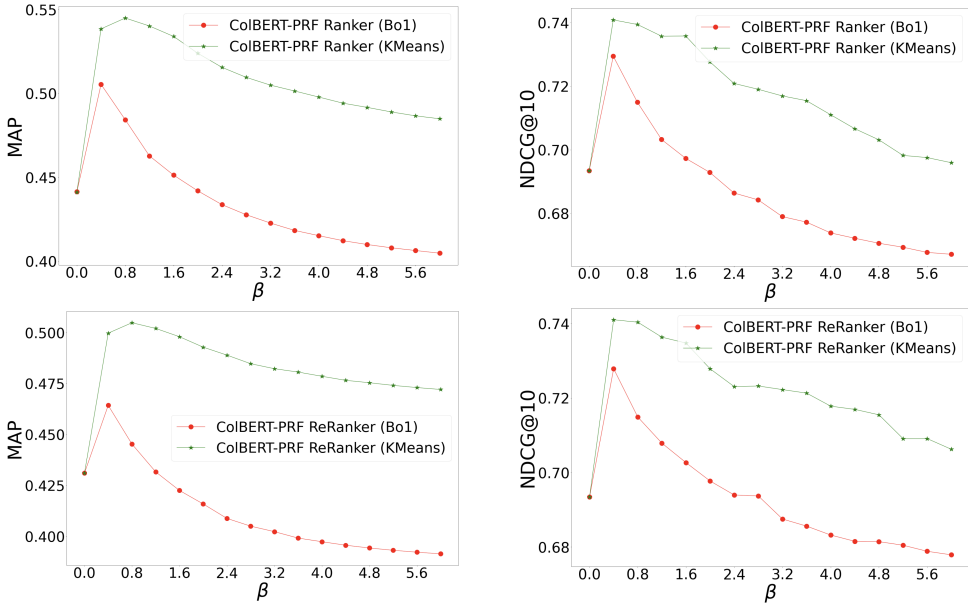 0.55
0.50
0.45
0.40
MAP
ColBERT-PRF Ranker (Bo1)
ColBERT-PRF Ranker (KMeans)
0.0 0.8 1.6 2.4 3.2 4.0 4.8 5.6
β
0.74
0.72
0.70
0.68
NDCG@10
ColBERT-PRF Ranker (Bo1)
ColBERT-PRF Ranker (KMeans)
0.0 0.8 1.6 2.4 3.2 4.0 4.8 5.6
β
0.500
0.475
0.450
0.425
0.400
MAP
ColBERT-PRF ReRanker (Bo1)
ColBERT-PRF ReRanker (KMeans)
0.0 0.8 1.6 2.4 3.2 4.0 4.8 5.6
β
0.74
0.72
0.70
0.68
NDCG@10
ColBERT-PRF ReRanker (Bo1)
ColBERT-PRF ReRanker (KMeans)
0.0 0.8 1.6 2.4 3.2 4.0 4.8 5.6
β